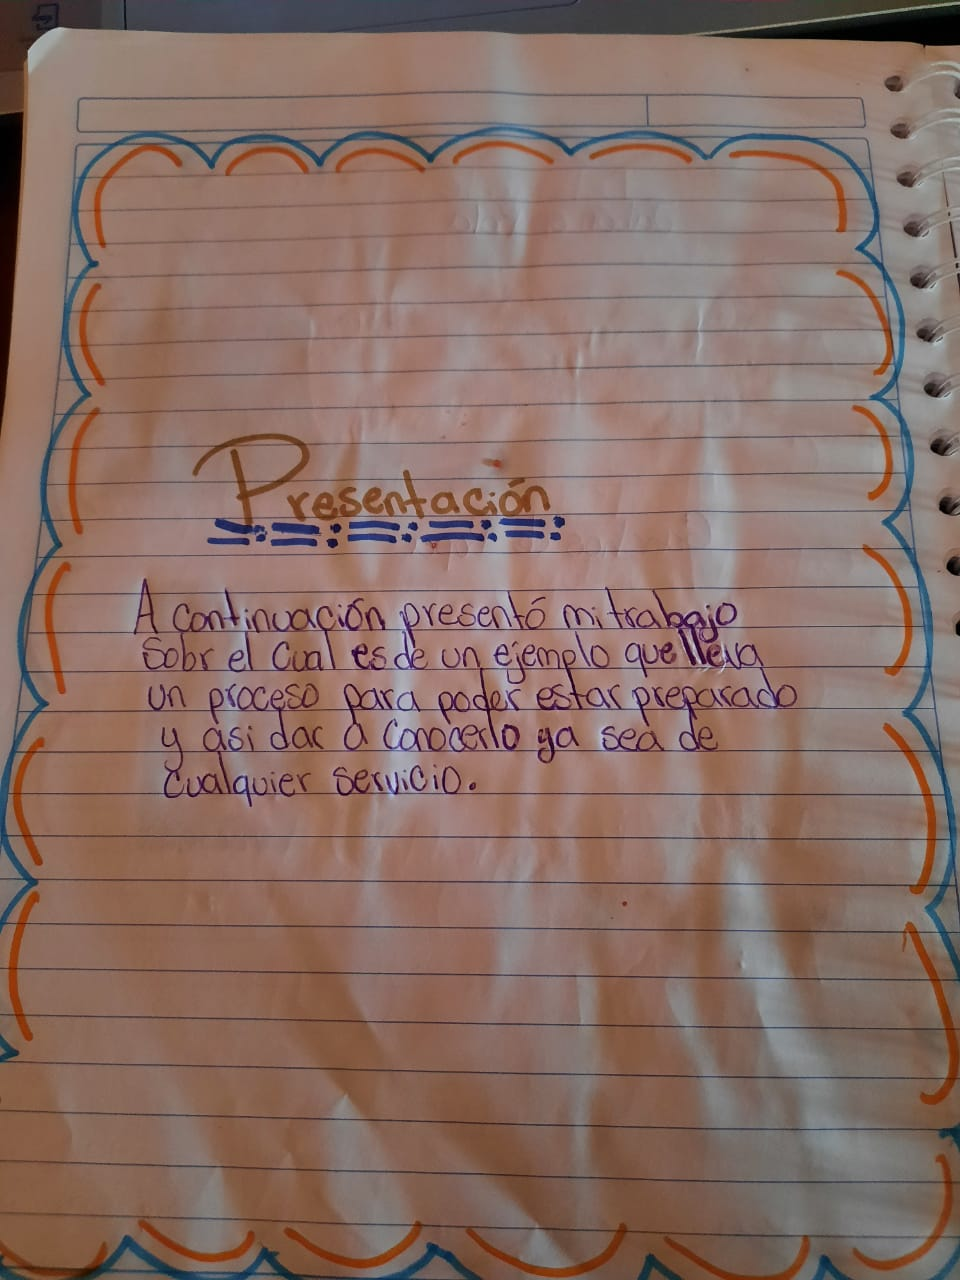 Presentación
A continuación presentó mi trabajo
Sobr el cual es de un ejemplo que lleva
un proceso para poder estar preparado
y asi dar a conocerlo ya sea de
cualquier servicio.